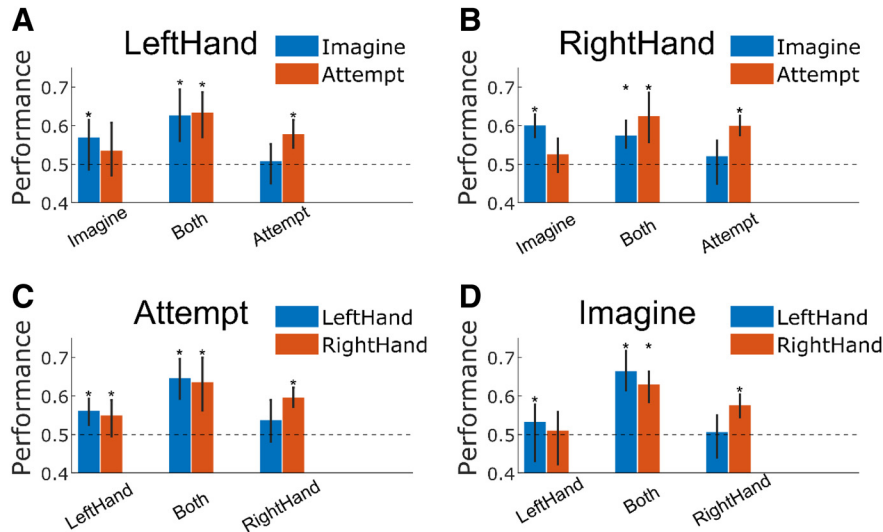 A
LeftHand
Imagine
Attempt
Performance
0.7
0.6
0.5
0.4
*
* *
*
Imagine
Both
Attempt
B
RightHand
Imagine
Attempt
Performance
0.7
0.6
0.5
0.4
*
* *
*
Imagine
Both
Attempt
C
Attempt
LeftHand
RightHand
Performance
0.7
0.6
0.5
0.4
* *
* *
*
LeftHand
Both
RightHand
D
Imagine
LeftHand
RightHand
Performance
0.7
0.6
0.5
0.4
*
* *
*
LeftHand
Both
RightHand